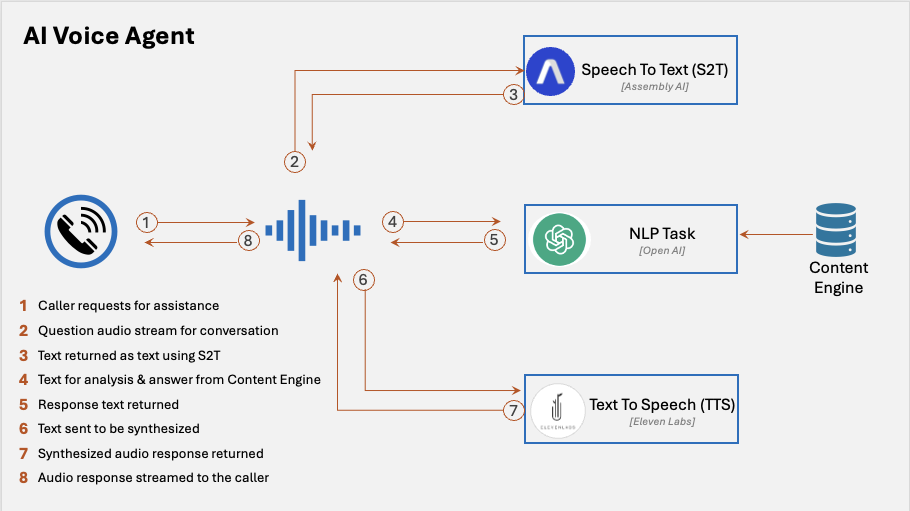 AI Voice Agent
Speech To Text (S2T)
[Assembly AI]
3
2
1
8
4
5
NLP Task
[Open AI]
Content
Engine
6
1 Caller requests for assistance
2 Question audio stream for conversation
3 Text returned as text using S2T
4 Text for analysis & answer from Content Engine
5 Response text returned
6 Text sent to be synthesized
7 Synthesized audio response returned
8 Audio response streamed to the caller
7
Text To Speech (TTS)
[Eleven Labs]
ELEVENLABS